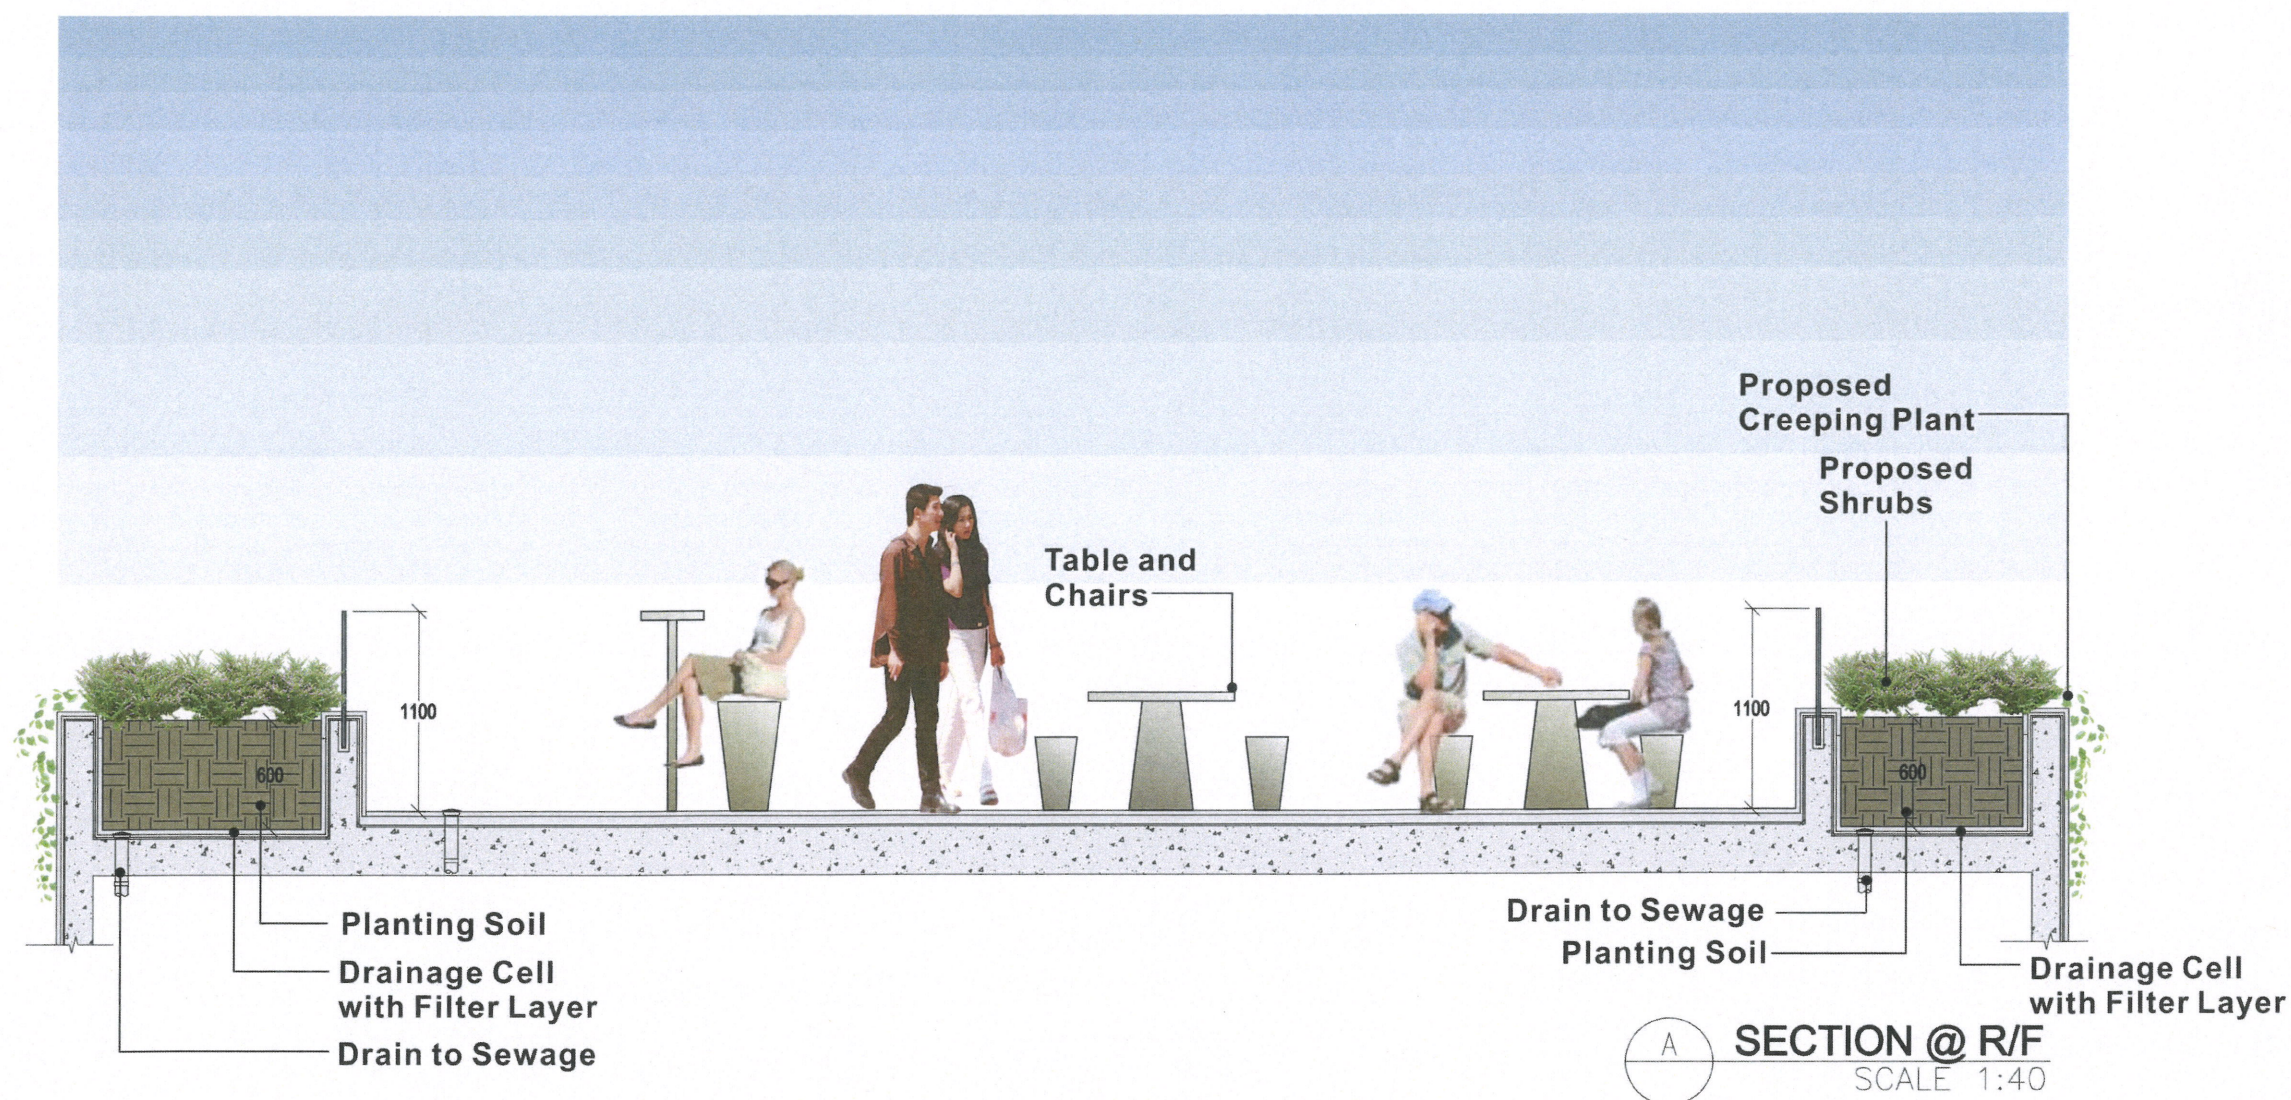 Proposed
Creeping Plant
Proposed
Shrubs
Table and
Chairs
1100
1100
600
600
Planting Soil
Drainage Cell
with Filter Layer
Drain to Sewage
Drain to Sewage
Planting Soil
Drainage Cell
with Filter Layer
A
SECTION @ R/F
SCALE 1:40